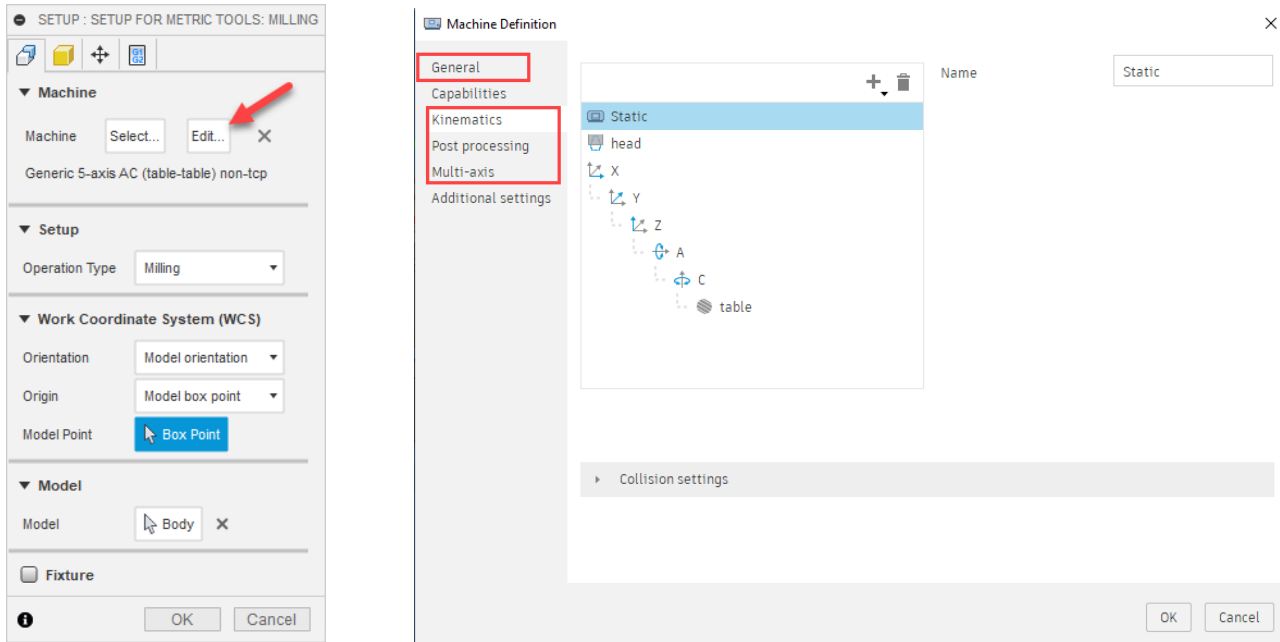 SETUP : SETUP FOR METRIC TOOLS: MILLING
G1
G2
Machine
Machine Select... Edit...
Generic 5-axis AC (table-table) non-tcp
Setup
Operation Type Milling
Work Coordinate System (WCS)
Orientation Model orientation
Origin Model box point
Model Point Box Point
Model
Model Body
Fixture
OK Cancel
Machine Definition
General
Capabilities
Kinematics
Post processing
Multi-axis
Additional settings
Static
head
X
Y
Z
A
C
table
Name Static
Collision settings
OK Cancel